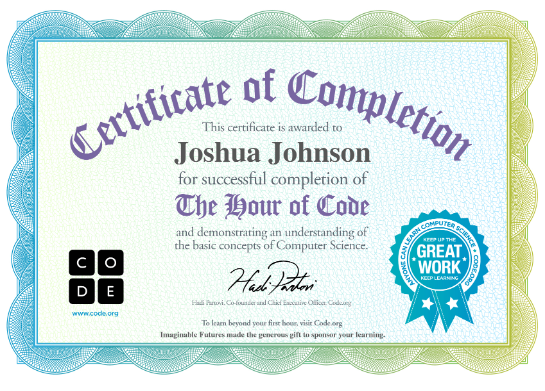 Certificate of Completion
This certificate is awarded to
Joshua Johnson
for successful completion of
The Hour of Code
and demonstrating an understanding of
the basic concepts of Computer Science.
C O
D E
www.code.org
Hadi Partovi
Hadi Partovi, Co-founder and Chief Executive Officer, Code.org
ANYONE CAN LEARN COMPUTER SCIENCE
KEEP UP THE
GREAT
WORK
KEEP LEARNING
To learn beyond your first hour, visit Code.org
Imaginable Futures made the generous gift to sponsor your learning.